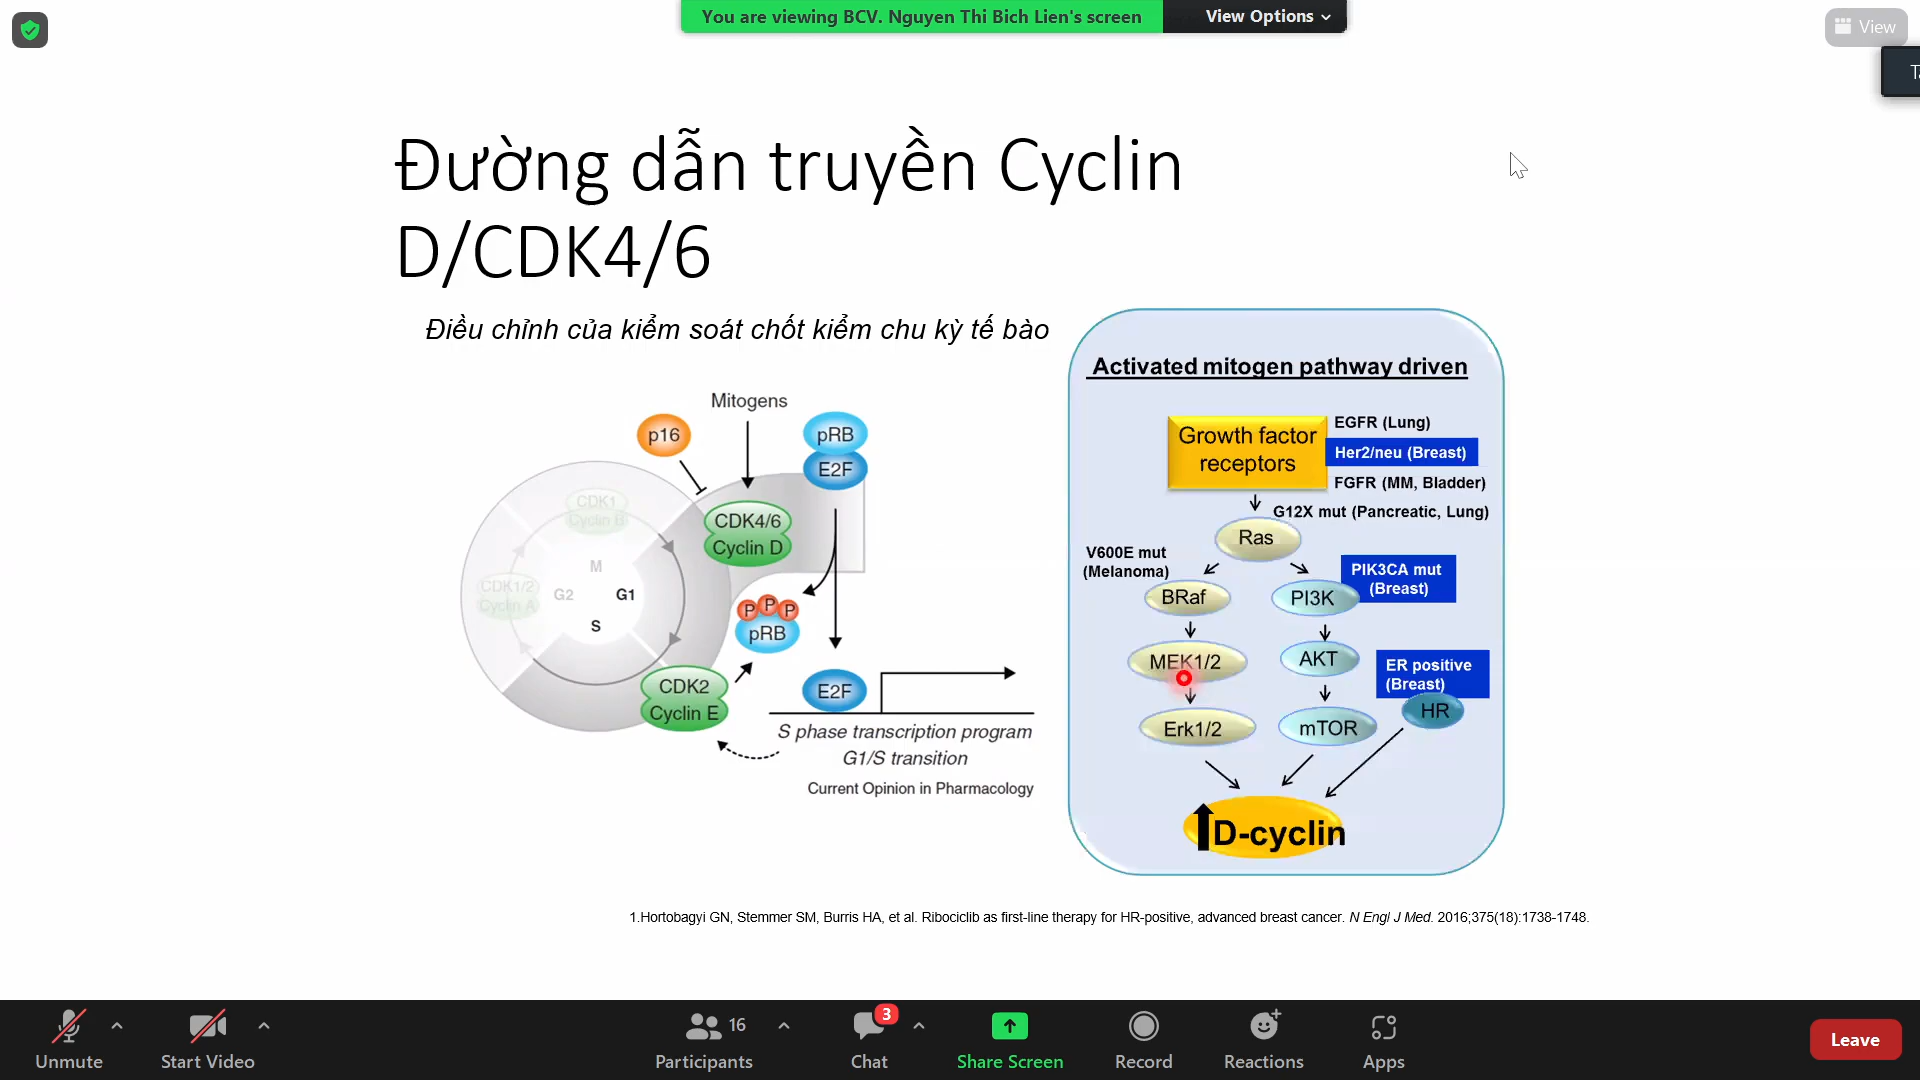 You are viewing BCV. Nguyen Thi Bich Lien's screen
View Options
View
Đường dẫn truyền Cyclin
D/CDK4/6
Điều chỉnh của kiểm soát chốt kiểm chu kỳ tế bào
Mitogens
p16
pRB
E2F
CDK4/6
Cyclin D
CDK1
Cyclin B
CDK1/2
Cyclin A
M
G2
G1
S
P P P
pRB
CDK2
Cyclin E
E2F
S phase transcription program
G1/S transition
Current Opinion in Pharmacology
Activated mitogen pathway driven
Growth factor
receptors
EGFR (Lung)
Her2/neu (Breast)
FGFR (MM, Bladder)
G12X mut (Pancreatic, Lung)
Ras
V600E mut
(Melanoma)
PIK3CA mut
(Breast)
BRaf
PI3K
MEK1/2
AKT
ER positive
(Breast)
HR
Erk1/2
mTOR
D-cyclin
1.Hortobagyi GN, Stemmer SM, Burris HA, et al. Ribociclib as first-line therapy for HR-positive, advanced breast cancer. N Engl J Med. 2016;375(18):1738-1748.
Unmute
Start Video
16
Participants
3
Chat
Share Screen
Record
Reactions
Apps
Leave